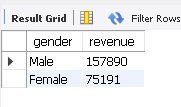 Result Grid Filter Rows
gender revenue
Male 157890
Female 75191